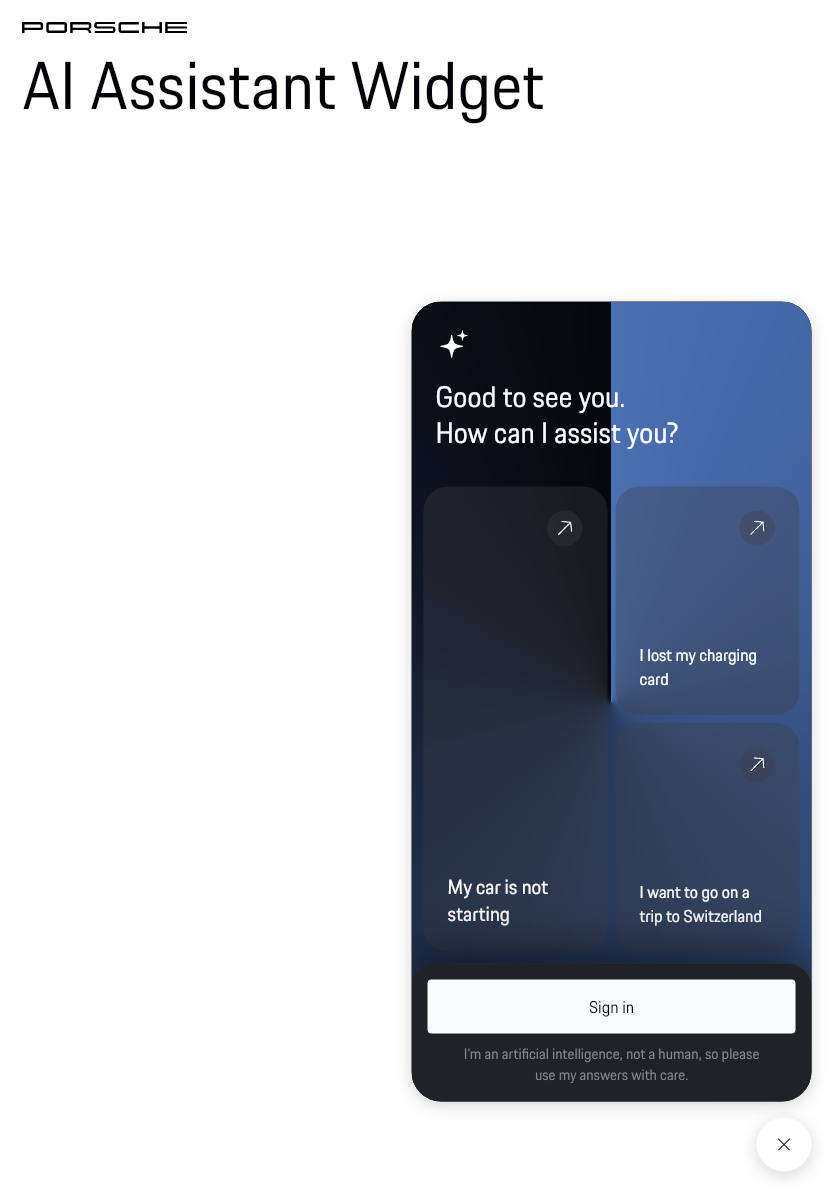 PORSCHE
AI Assistant Widget
Good to see you.
How can I assist you?
I lost my charging
card
My car is not
starting
I want to go on a
trip to Switzerland
Sign in
I'm an artificial intelligence, not a human, so please
use my answers with care.